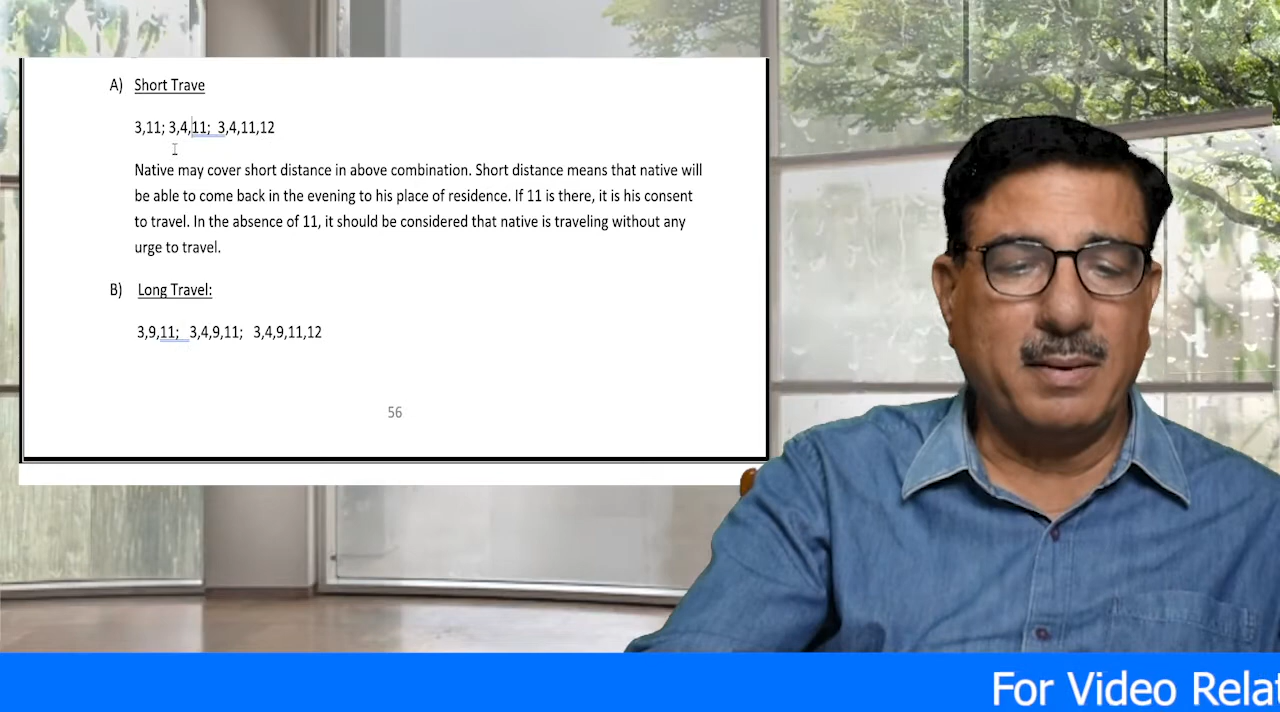 A) Short Trave
3,11; 3,4,11; 3,4,11,12
Native may cover short distance in above combination. Short distance means that native will
be able to come back in the evening to his place of residence. If 11 is there, it is his consent
to travel. In the absence of 11, it should be considered that native is traveling without any
urge to travel.
B) Long Travel:
3,9,11; 3,4,9,11; 3,4,9,11,12
56
For Video Relat